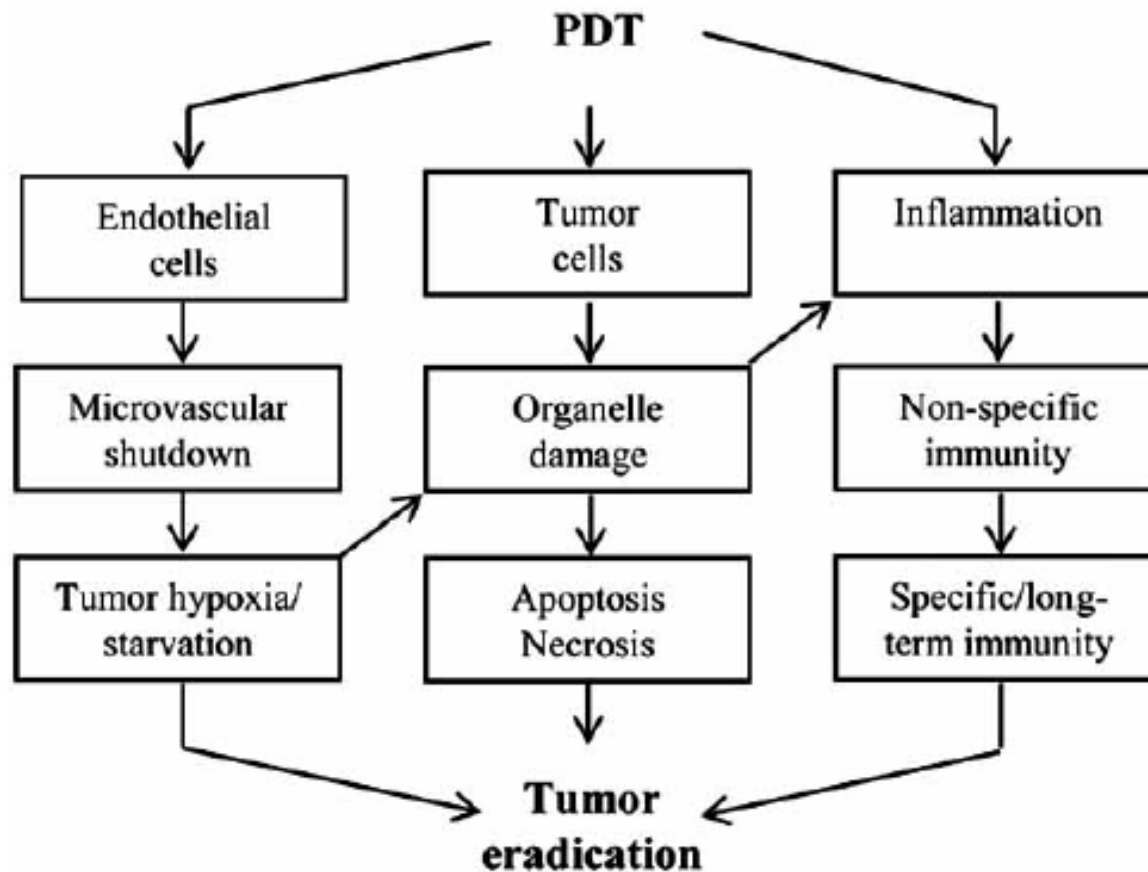 PDT
Endothelial
cells
Tumor
cells
Inflammation
Microvascular
shutdown
Organelle
damage
Non-specific
immunity
Tumor hypoxia/
starvation
Apoptosis
Necrosis
Specific/long-
term immunity
Tumor
eradication